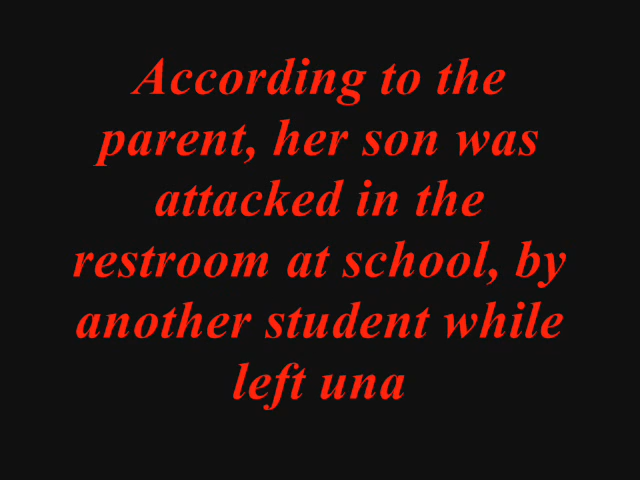 According to the
parent, her son was
attacked in the
restroom at school, by
another student while
left una